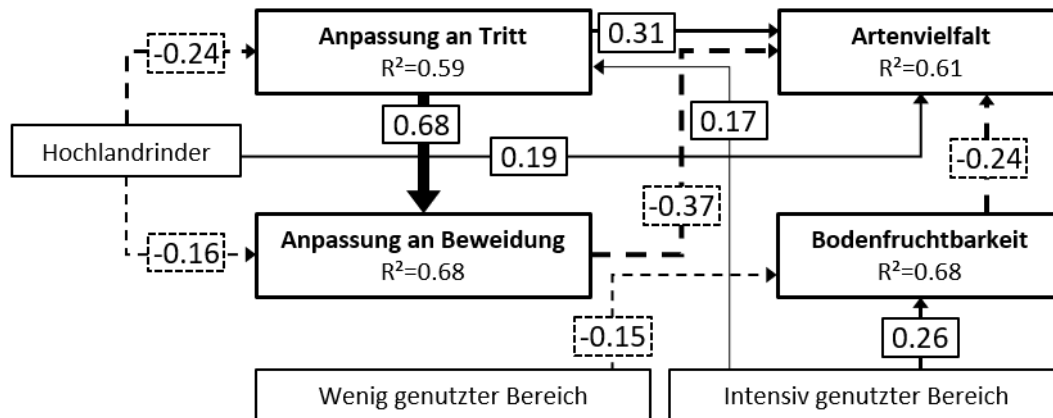 Anpassung an Tritt
R²=0.59
0.31
Artenvielfalt
R²=0.61
-0.24
0.68
0.17
Hochlandrinder
0.19
-0.24
-0.37
-0.16
Anpassung an Beweidung
R²=0.68
Bodenfruchtbarkeit
R²=0.68
-0.15
0.26
Wenig genutzter Bereich
Intensiv genutzter Bereich